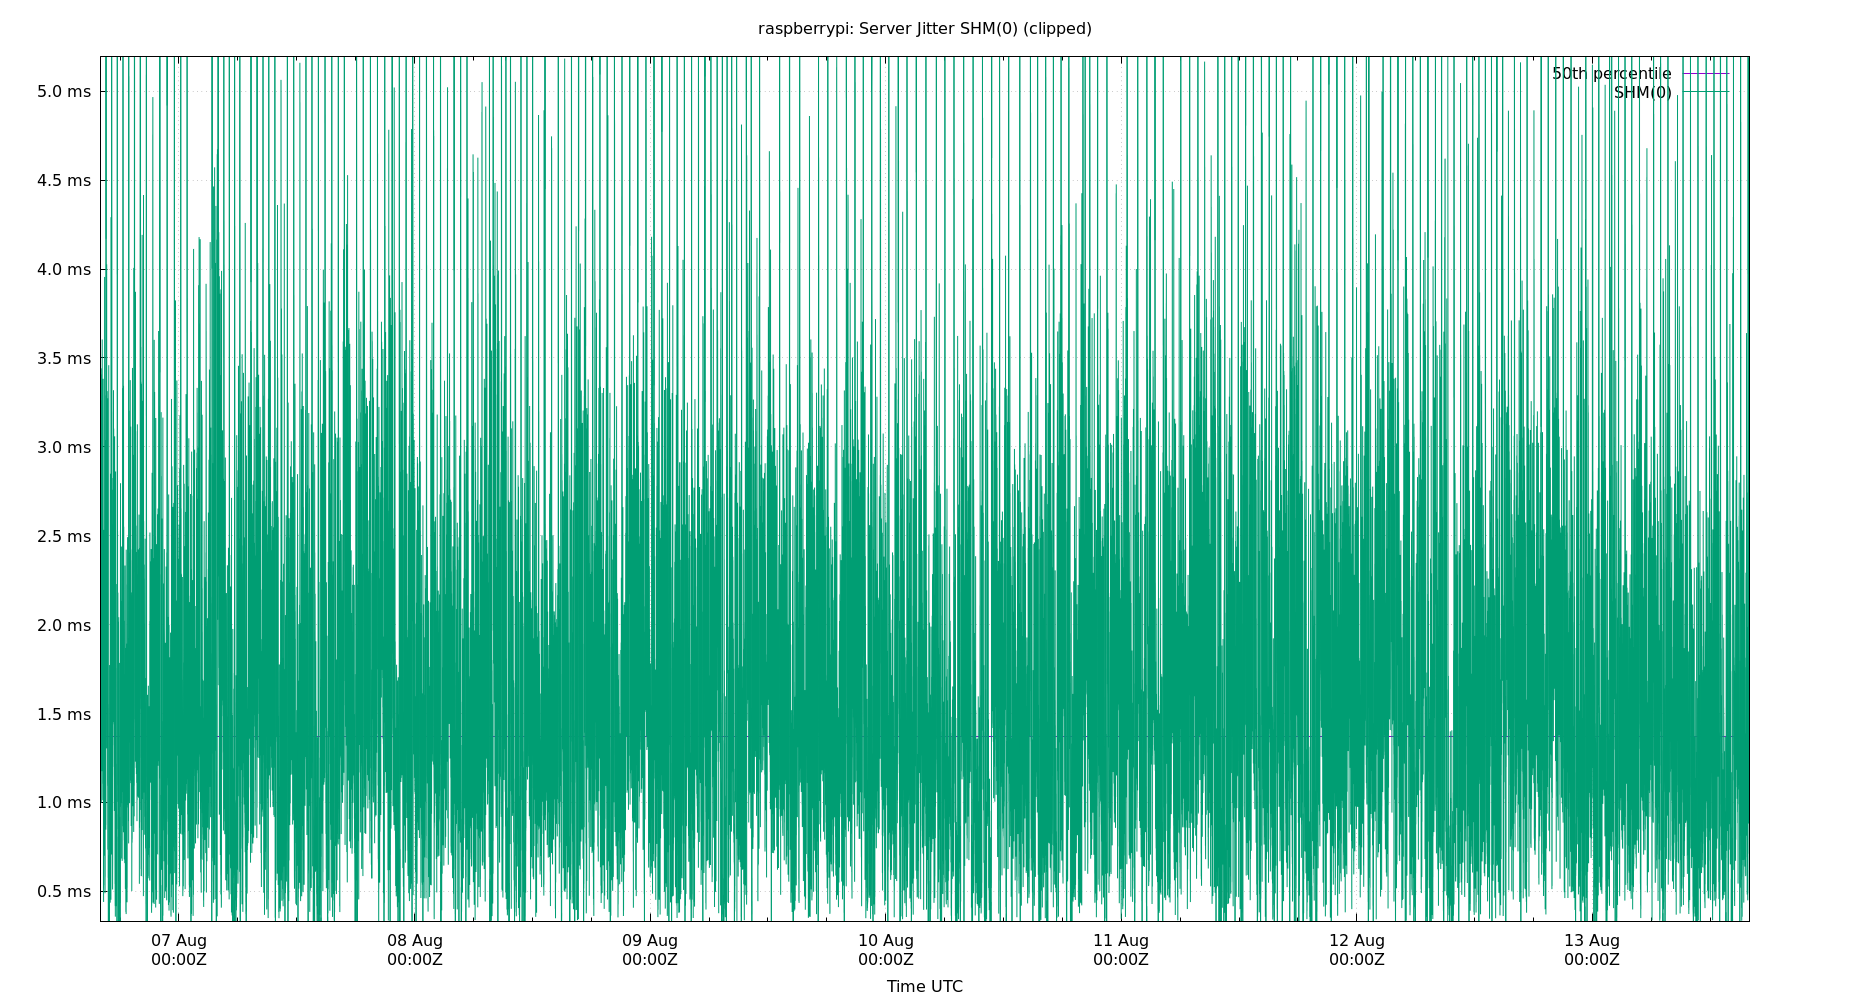 raspberrypi: Server Jitter SHM(0) (clipped)
50th percentile
SHM(0)
5.0 ms
4.5 ms
4.0 ms
3.5 ms
3.0 ms
2.5 ms
2.0 ms
1.5 ms
1.0 ms
0.5 ms
07 Aug 08 Aug 09 Aug 10 Aug 11 Aug 12 Aug 13 Aug
00:00Z 00:00Z 00:00Z 00:00Z 00:00Z 00:00Z 00:00Z
Time UTC